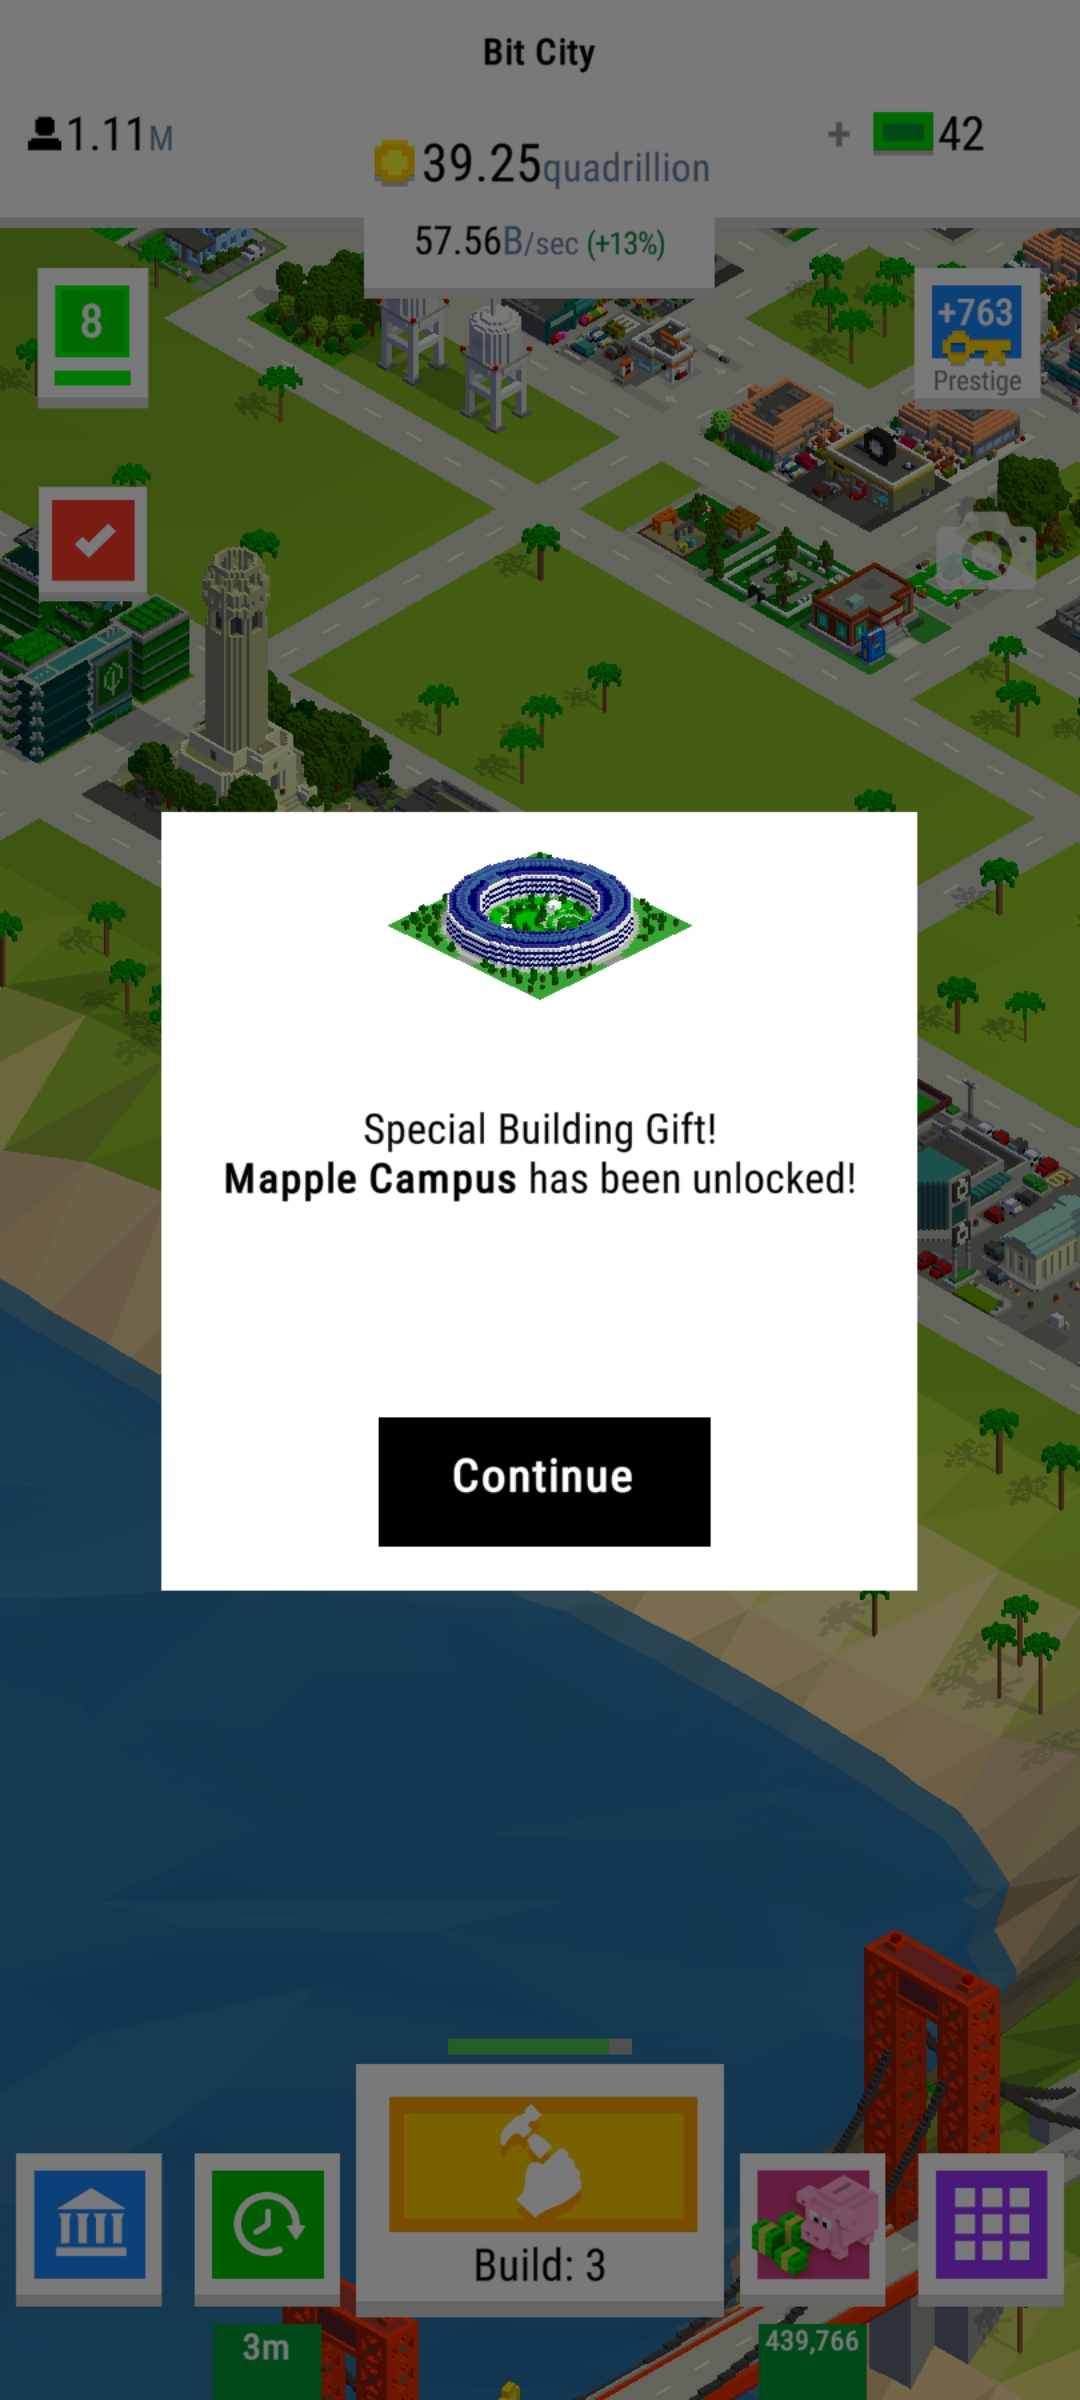 Bit City
1.11M
39.25quadrillion
+ 42
57.56B/sec (+13%)
8
+763
Prestige
Special Building Gift!
Mapple Campus has been unlocked!
Continue
Build: 3
3m
439,766